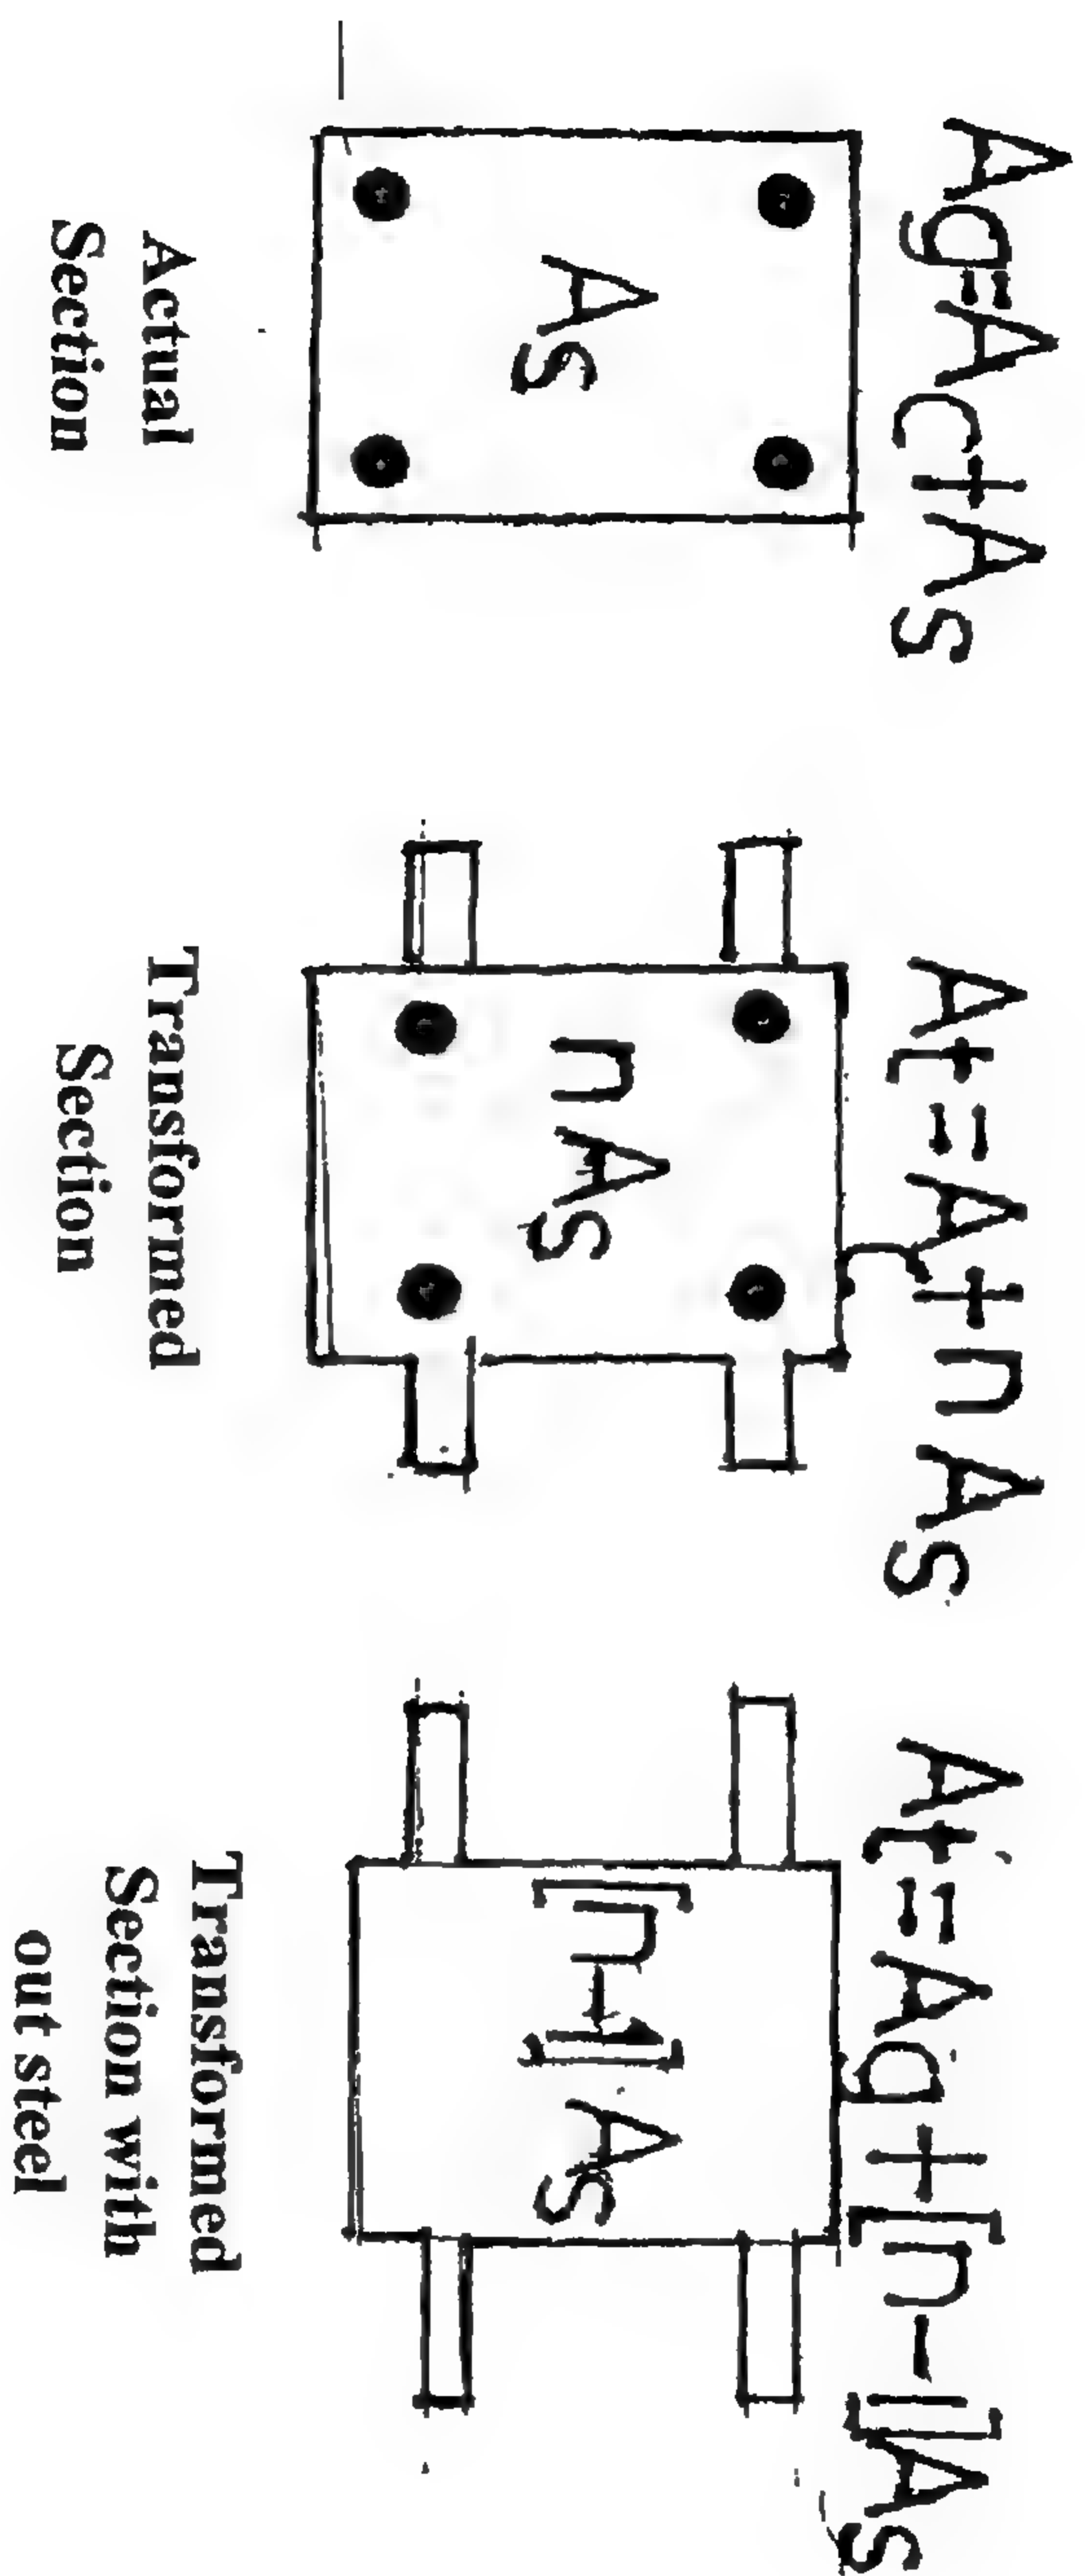 Ag=Ac+As
As
Actual
Section
At=Ac+nAs
nAs
Transformed
Section
At=Ag+[n-1]As
[n-1]As
Transformed
Section with
out steel